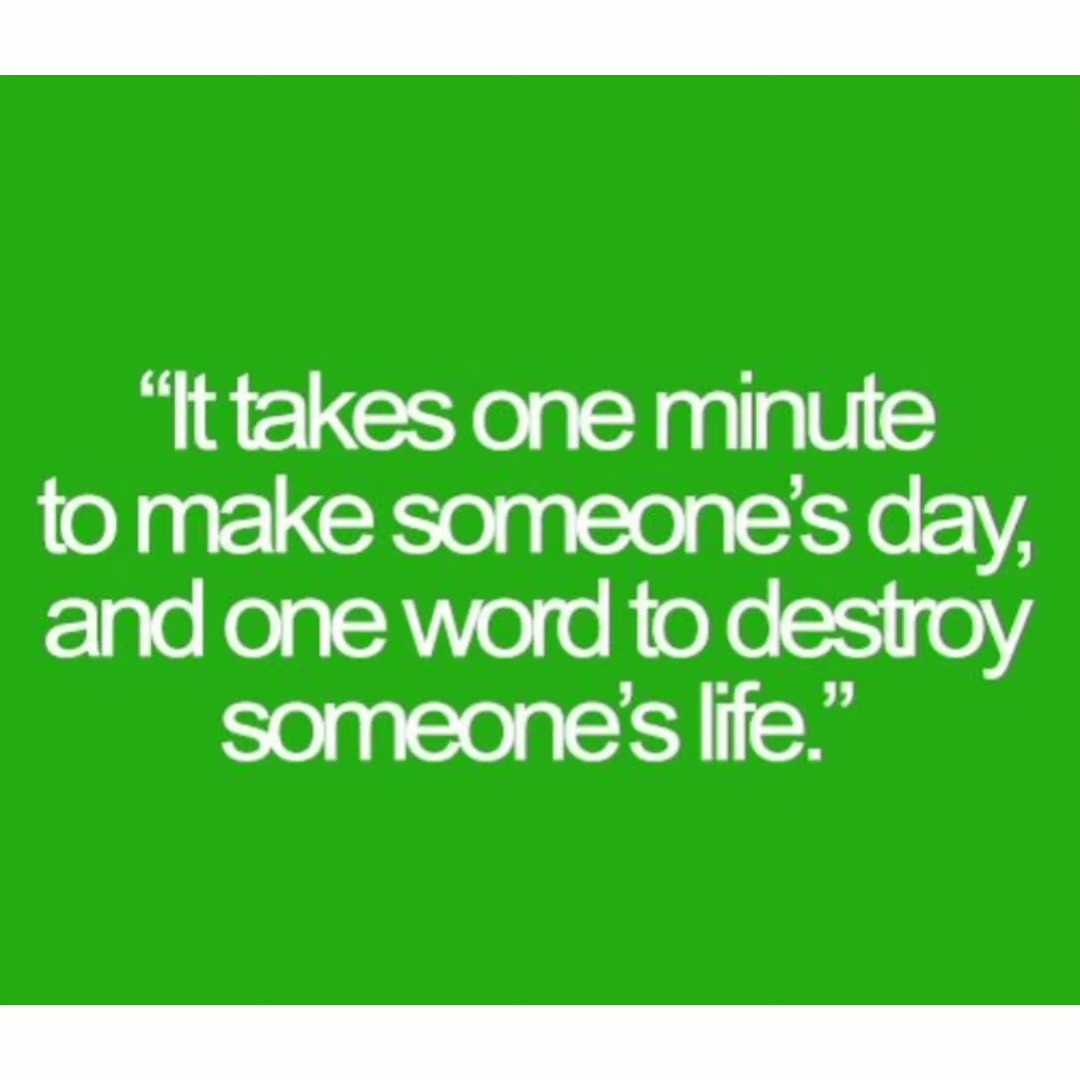 “It takes one minute
to make someone’s day,
and one word to destroy
someone’s life.”